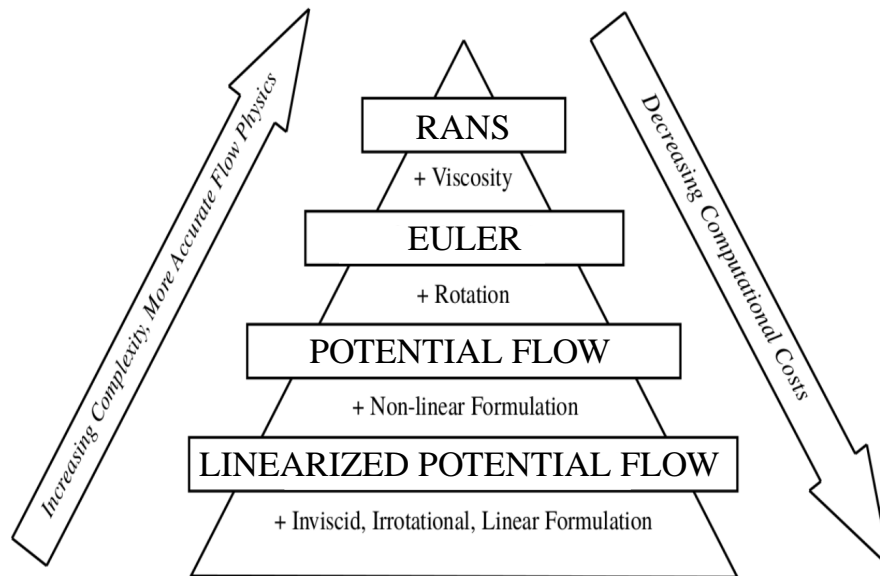 Increasing Complexity, More Accurate Flow Physics
Decreasing Computational Costs
RANS
+ Viscosity
EULER
+ Rotation
POTENTIAL FLOW
+ Non-linear Formulation
LINEARIZED POTENTIAL FLOW
+ Inviscid, Irrotational, Linear Formulation